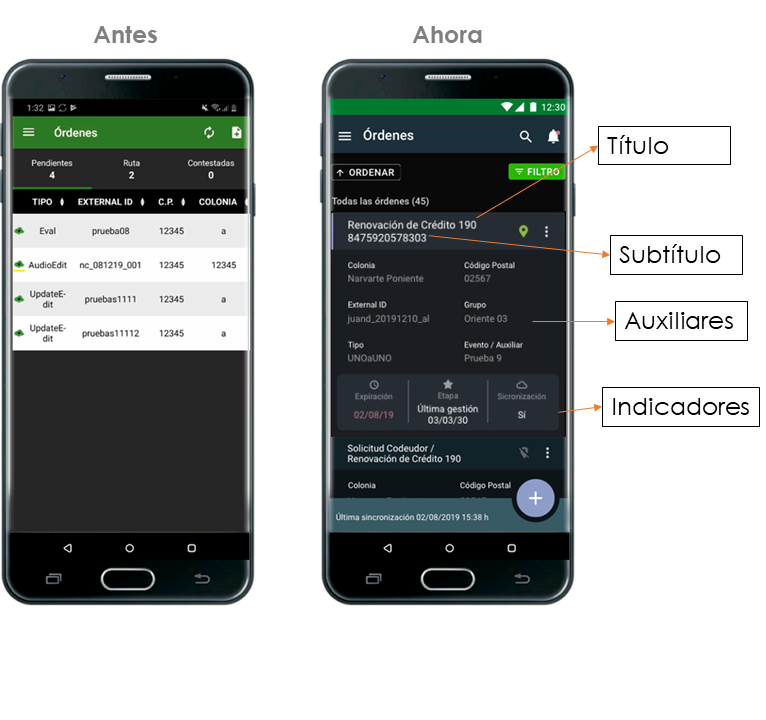 Antes
1:32
Órdenes
Pendientes Ruta Contestadas
4 2 0
TIPO EXTERNAL ID C.P. COLONIA
Eval prueba08 12345 a
AudioEdit nc_081219_001 12345 12345
UpdateE-
dit pruebas1111 12345 a
UpdateE-
dit pruebas11112 12345 a
Ahora
12:30
Órdenes
ORDENAR FILTRO
Todas las órdenes (45)
Renovación de Crédito 190
8475920578303
Colonia Código Postal
Narvarte Poniente 02567
External ID Grupo
juand_20191210_al Oriente 03
Tipo Evento / Auxiliar
UNOaUNO Prueba 9
Expiración Etapa Sicronización
02/08/19 Última gestión Sí
03/03/30
Solicitud Codeudor /
Renovación de Crédito 190
Colonia Código Postal
Última sincronización 02/08/2019 15:38 h
Título
Subtítulo
Auxiliares
Indicadores